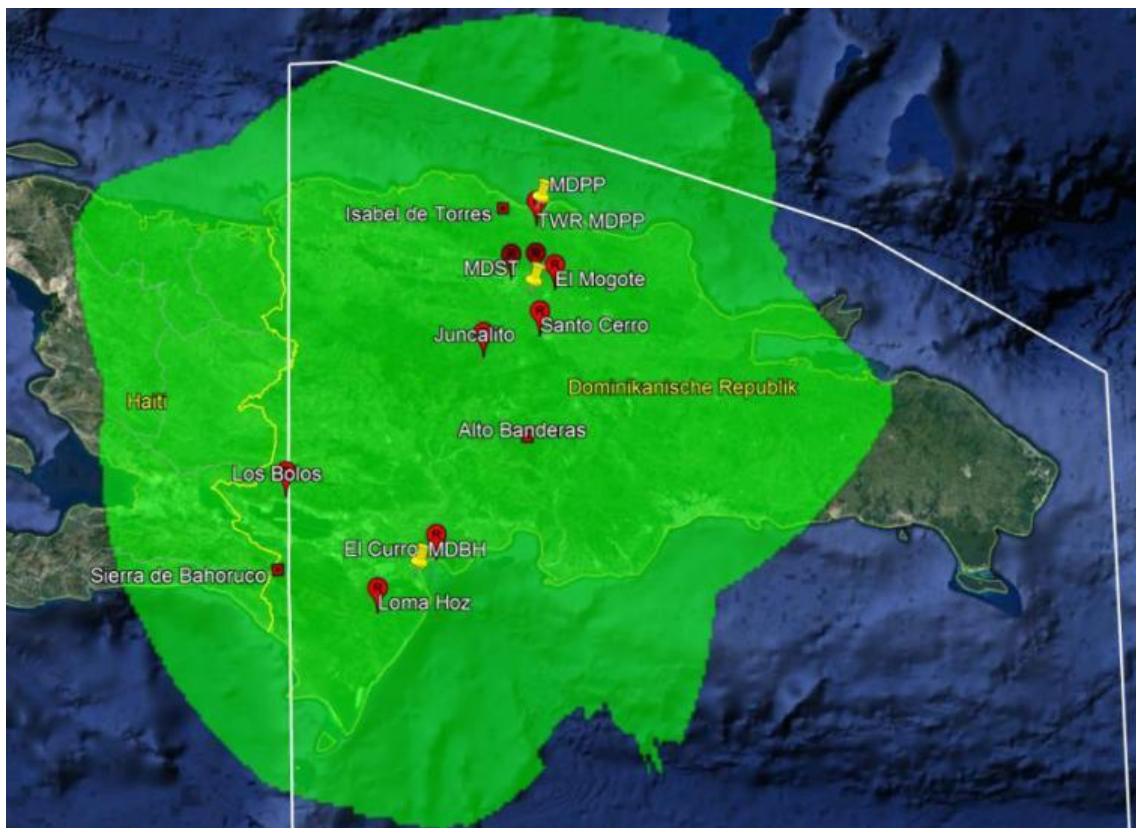 MDPP
Isabel de Torres
TWR MDPP
MDST
El Mogote
Santo Cerro
Juncalito
Dominikanische Republik
Haiti
Alto Banderas
Los Bolos
El Curro MDBH
Sierra de Bahoruco
Loma Hoz